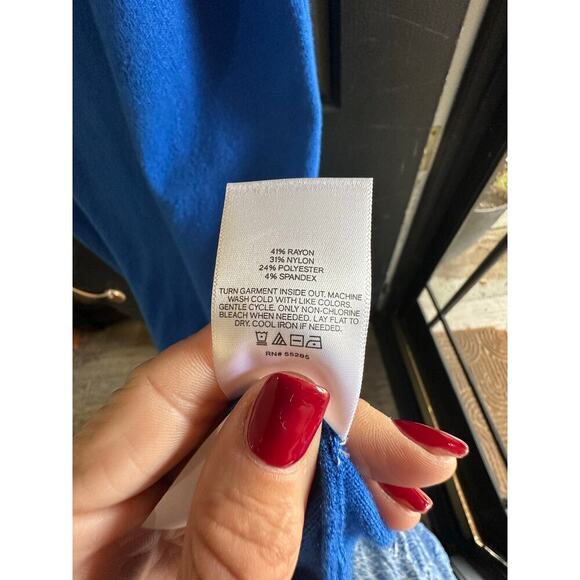 41% RAYON
31% NYLON
24% POLYESTER
4% SPANDEX
TURN GARMENT INSIDE OUT. MACHINE
WASH COLD WITH LIKE COLORS.
GENTLE CYCLE. ONLY NON-CHLORINE
BLEACH WHEN NEEDED. LAY FLAT TO
DRY. COOL IRON IF NEEDED.
RN# 55285